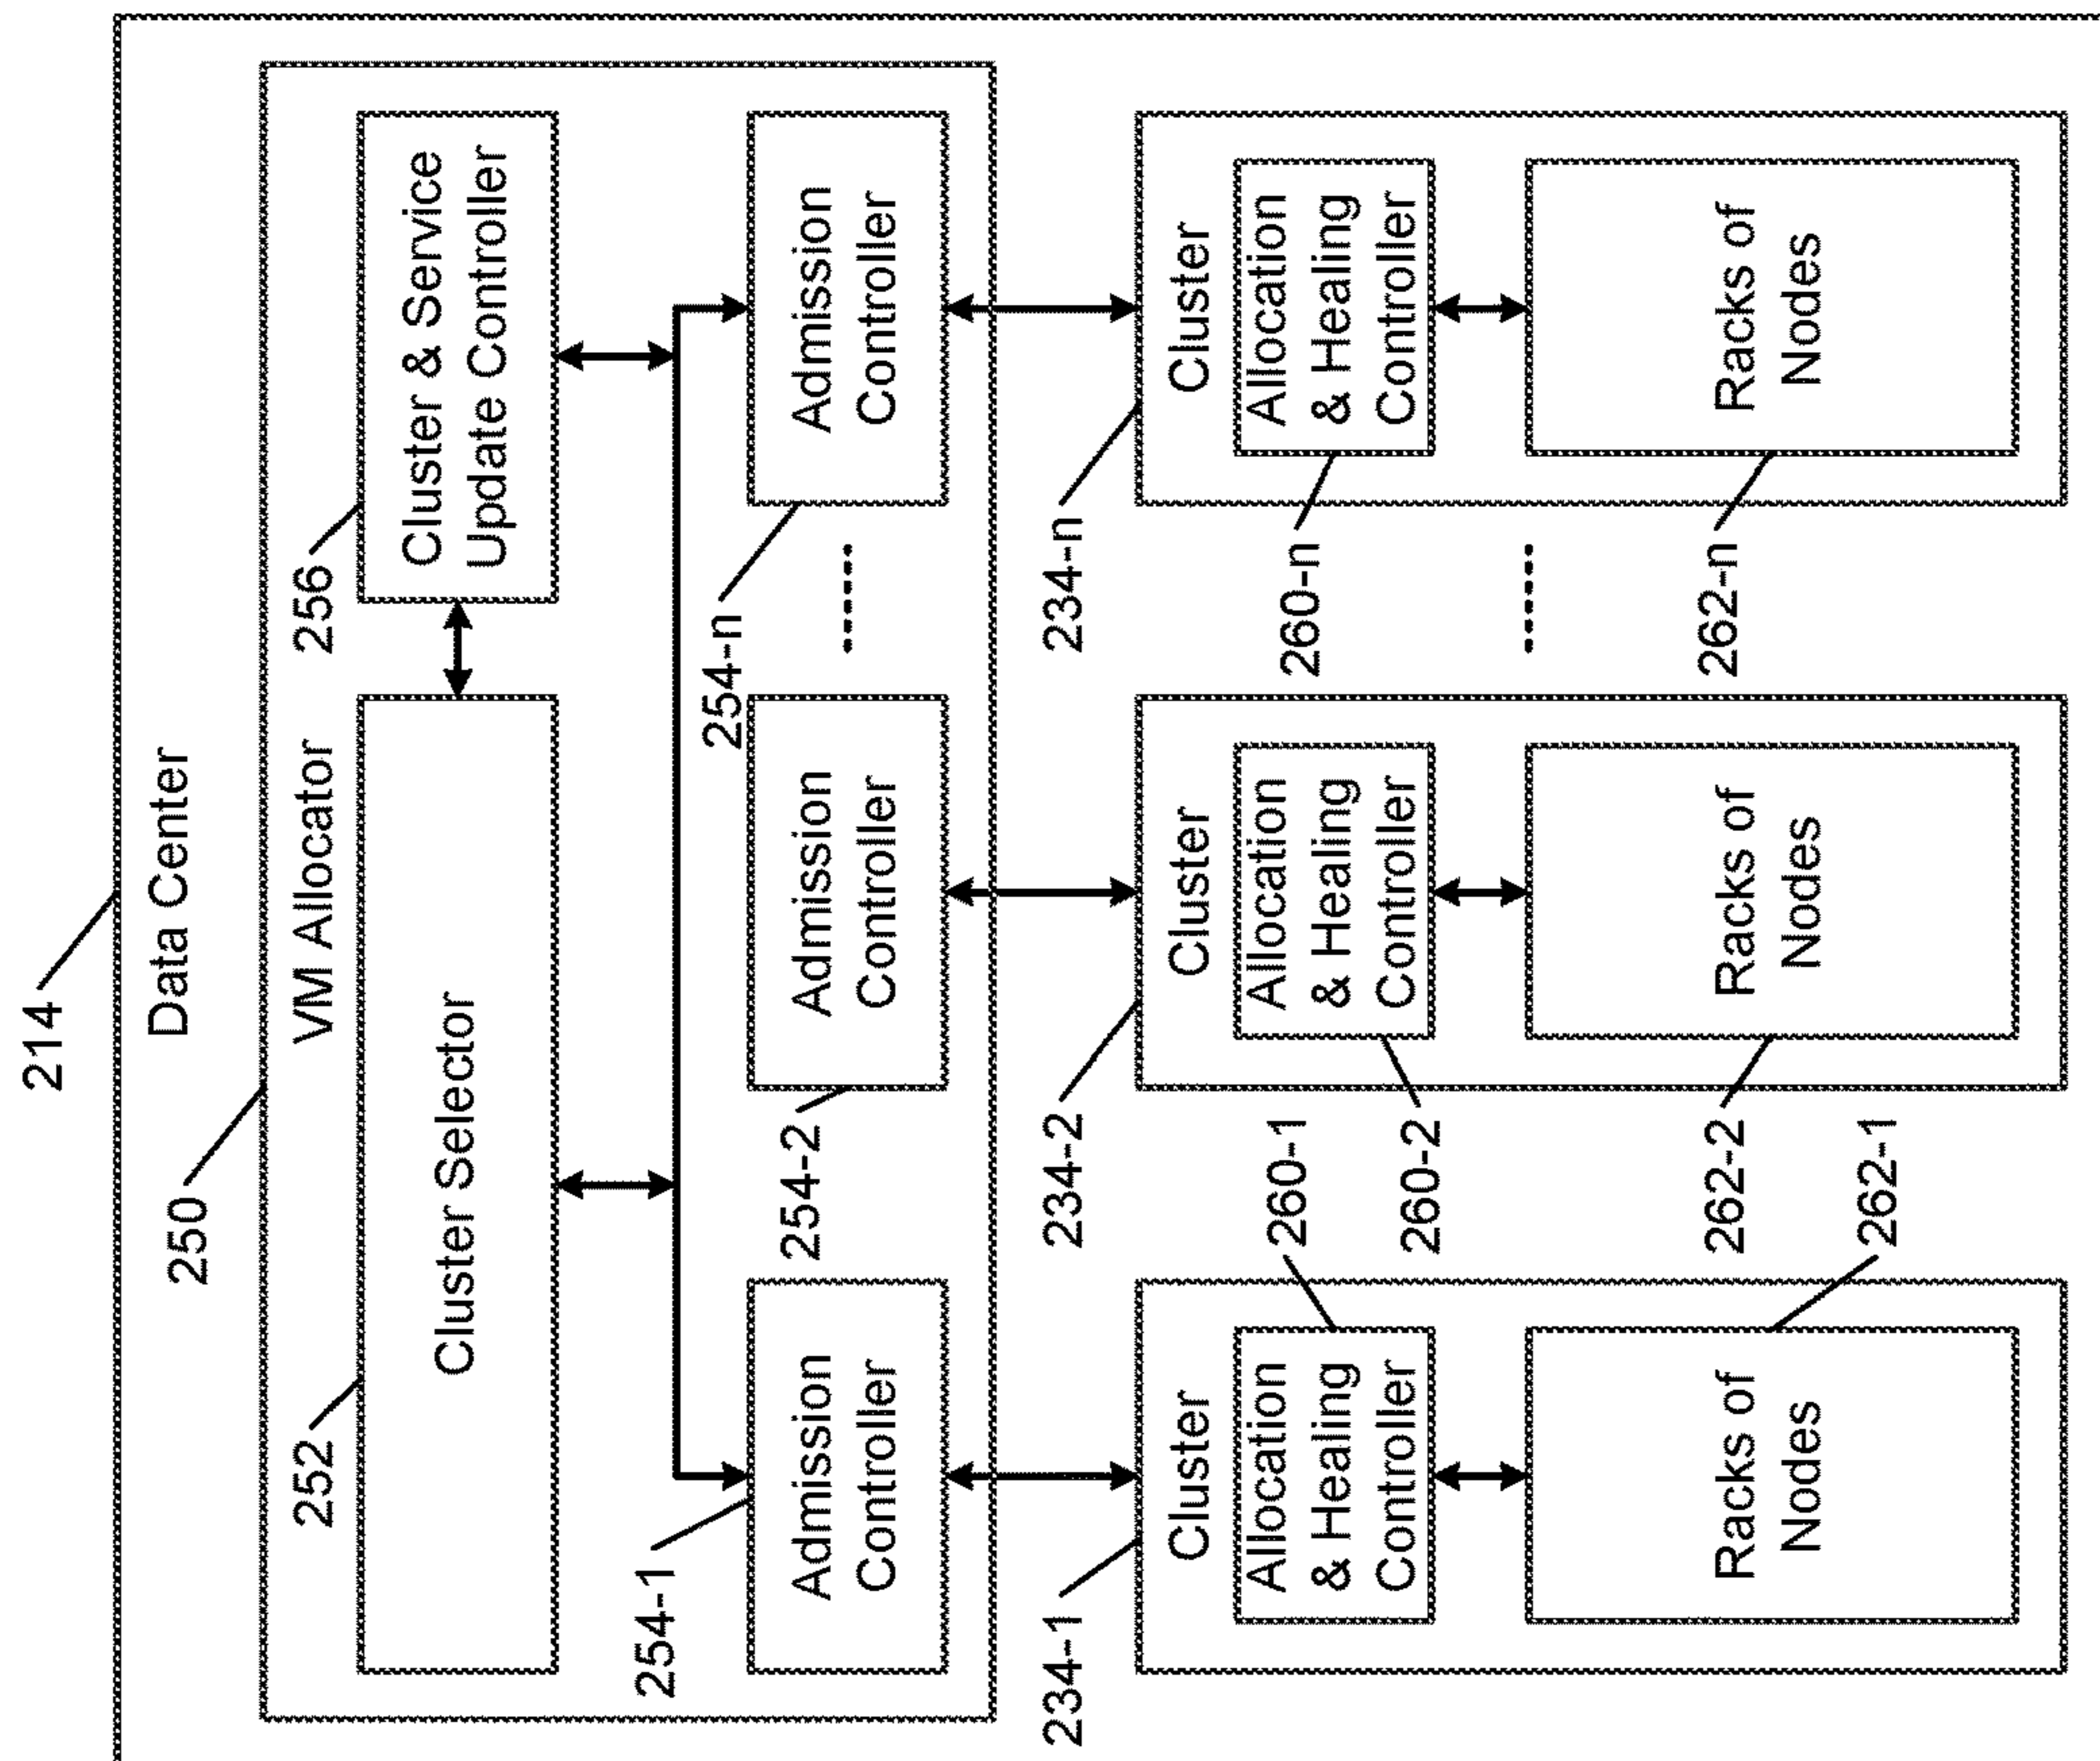 214
Data Center
250
VM Allocator
252
Cluster Selector
256
Cluster & Service
Update Controller
254-1
Admission
Controller
254-2
Admission
Controller
254-n
Admission
Controller
234-1
Cluster
Allocation
& Healing
Controller
260-1
Racks of
Nodes
262-1
234-2
Cluster
Allocation
& Healing
Controller
260-2
Racks of
Nodes
262-2
234-n
Cluster
Allocation
& Healing
Controller
260-n
Racks of
Nodes
262-n